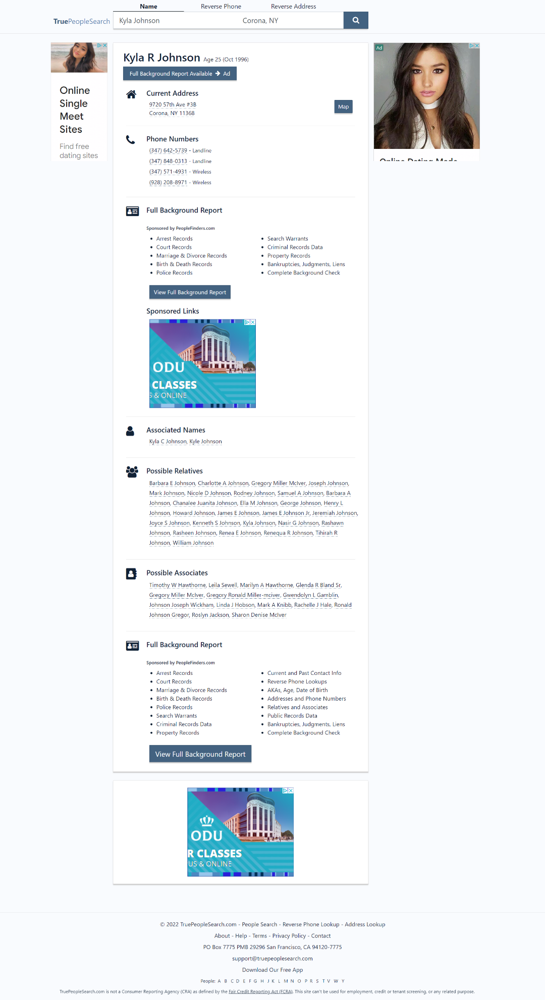 Name Reverse Phone Reverse Address
TruePeopleSearch Kyla Johnson Corona, NY
Online
Single
Meet
Sites
Find free
dating sites
Kyla R Johnson Age 25 (Oct 1996)
Full Background Report Available → Ad
Current Address
9720 57th Ave #3B
Corona, NY 11368
Map
Phone Numbers
(347) 642-5739 - Landline
(347) 848-0313 - Landline
(347) 571-4931 - Wireless
(928) 208-8971 - Wireless
Full Background Report
Sponsored by PeopleFinders.com
• Arrest Records
• Court Records
• Marriage & Divorce Records
• Birth & Death Records
• Police Records
• Search Warrants
• Criminal Records Data
• Property Records
• Bankruptcies, Judgments, Liens
• Complete Background Check
View Full Background Report
Sponsored Links
ODU
CLASSES
S & ONLINE
Associated Names
Kyla C Johnson, Kyle Johnson
Possible Relatives
Barbara E Johnson, Charlotte A Johnson, Gregory Miller McIver, Joseph Johnson,
Mark Johnson, Nicole D Johnson, Rodney Johnson, Samuel A Johnson, Barbara A
Johnson, Chanalee Juanita Johnson, Ella M Johnson, George Johnson, Henry L
Johnson, Howard Johnson, James E Johnson, James E Johnson Jr, Jeremiah Johnson,
Joyce S Johnson, Kenneth S Johnson, Kyla Johnson, Nasir G Johnson, Rashawn
Johnson, Rasheen Johnson, Renea E Johnson, Renequa R Johnson, Tihirah R
Johnson, William Johnson
Possible Associates
Timothy W Hawthorne, Leila Sewell, Marilyn A Hawthorne, Glenda R Bland Sr,
Gregory Miller McIver, Gregory Ronald Miller-mciver, Gwendolyn L Gamblin,
Johnson Joseph Wickham, Linda J Hobson, Mark A Knibb, Rachelle J Hale, Ronald
Johnson Gregor, Roslyn Jackson, Sharon Denise McIver
Full Background Report
Sponsored by PeopleFinders.com
• Arrest Records
• Court Records
• Marriage & Divorce Records
• Birth & Death Records
• Police Records
• Search Warrants
• Criminal Records Data
• Property Records
• Current and Past Contact Info
• Reverse Phone Lookups
• AKAs, Age, Date of Birth
• Addresses and Phone Numbers
• Relatives and Associates
• Public Records Data
• Bankruptcies, Judgments, Liens
• Complete Background Check
View Full Background Report
Ad
Online Dating Made
ODU
R CLASSES
US & ONLINE
© 2022 TruePeopleSearch.com - People Search - Reverse Phone Lookup - Address Lookup
About - Help - Terms - Privacy Policy - Contact
PO Box 7775 PMB 29296 San Francisco, CA 94120-7775
support@truepeoplesearch.com
Download Our Free App
People: A B C D E F G H J K L M N O P R S T V W Y
TruePeopleSearch.com is not a Consumer Reporting Agency (CRA) as defined by the Fair Credit Reporting Act (FCRA). This site can't be used for employment, credit or tenant screening, or any related purpose.